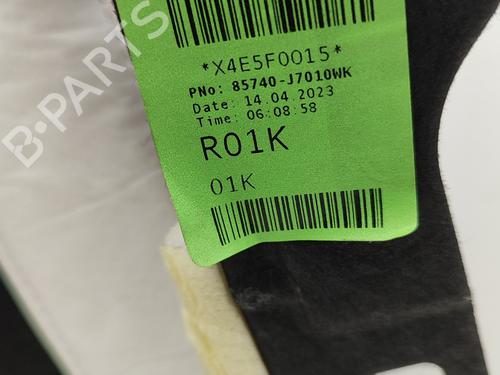 *X4E5F0015*
PNo: 85740-J7010WK
Date: 14.04.2023
Time: 06:08:58
R01K
01K
B-PARTS